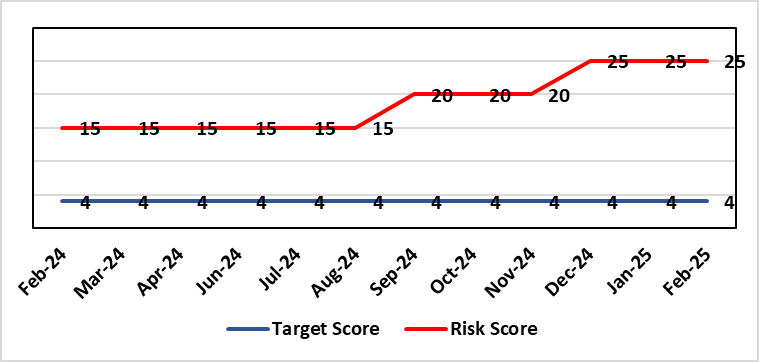 25 25 25
20 20 20
15 15 15 15 15 15
4 4 4 4 4 4 4 4 4 4 4 4
Feb-24 Mar-24 Apr-24 Jun-24 Jul-24 Aug-24 Sep-24 Oct-24 Nov-24 Dec-24 Jan-25 Feb-25
Target Score Risk Score